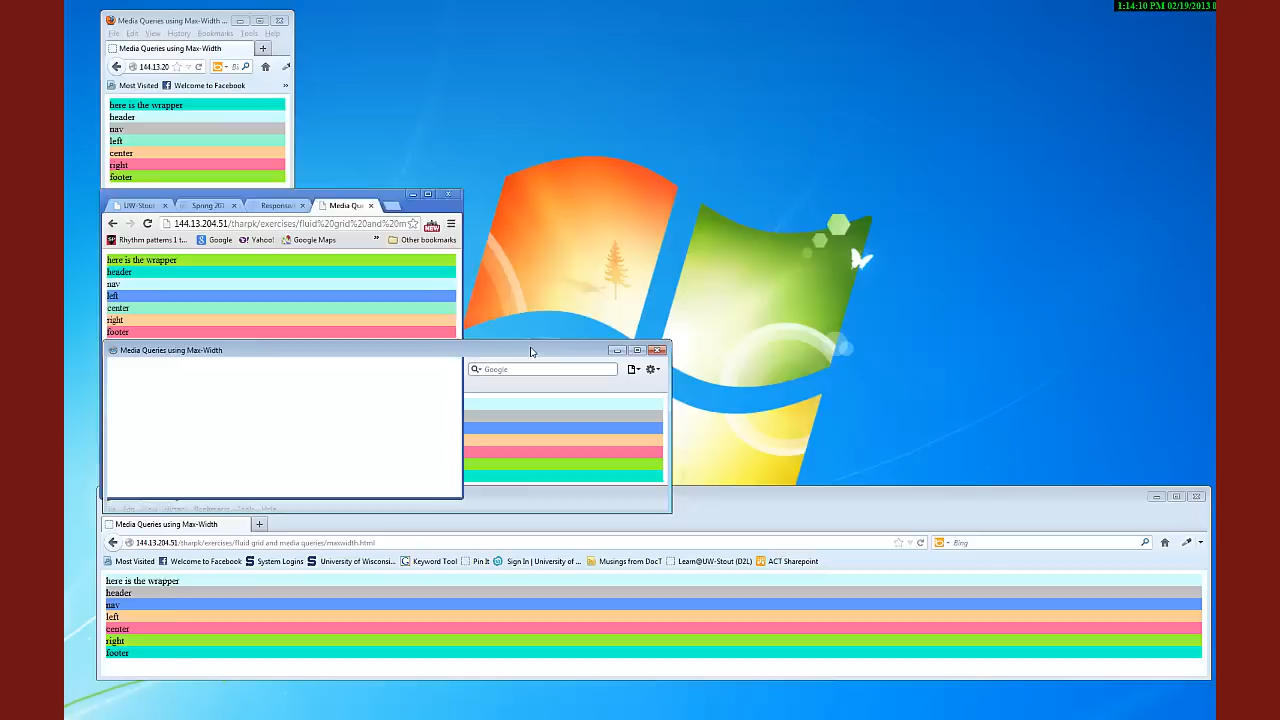 1:14:10 PM 02/19/2013
Media Queries using Max-Width ...
File Edit View History Bookmarks Tools Help
Media Queries using Max-Width
144.13.20
Most Visited Welcome to Facebook »
here is the wrapper
header
nav
left
center
right
footer
UW-Stout Spring 201 Responsiv Media Que
144.13.204.51/tharpk/exercises/fluid%20grid%20and%20m
NEW
Rhythm patterns 1 t... Google Yahoo! Google Maps » Other bookmarks
here is the wrapper
header
nav
left
center
right
footer
Media Queries using Max-Width
Google
Media Queries using Max-Width
144.13.204.51/tharpk/exercises/fluid grid and media queries/maxwidth.html
Bing
Most Visited Welcome to Facebook System Logins University of Wisconsi... Keyword Tool Pin It Sign In | University of ... Musings from DocT Learn@UW-Stout (D2L) ACT Sharepoint
here is the wrapper
header
nav
left
center
right
footer